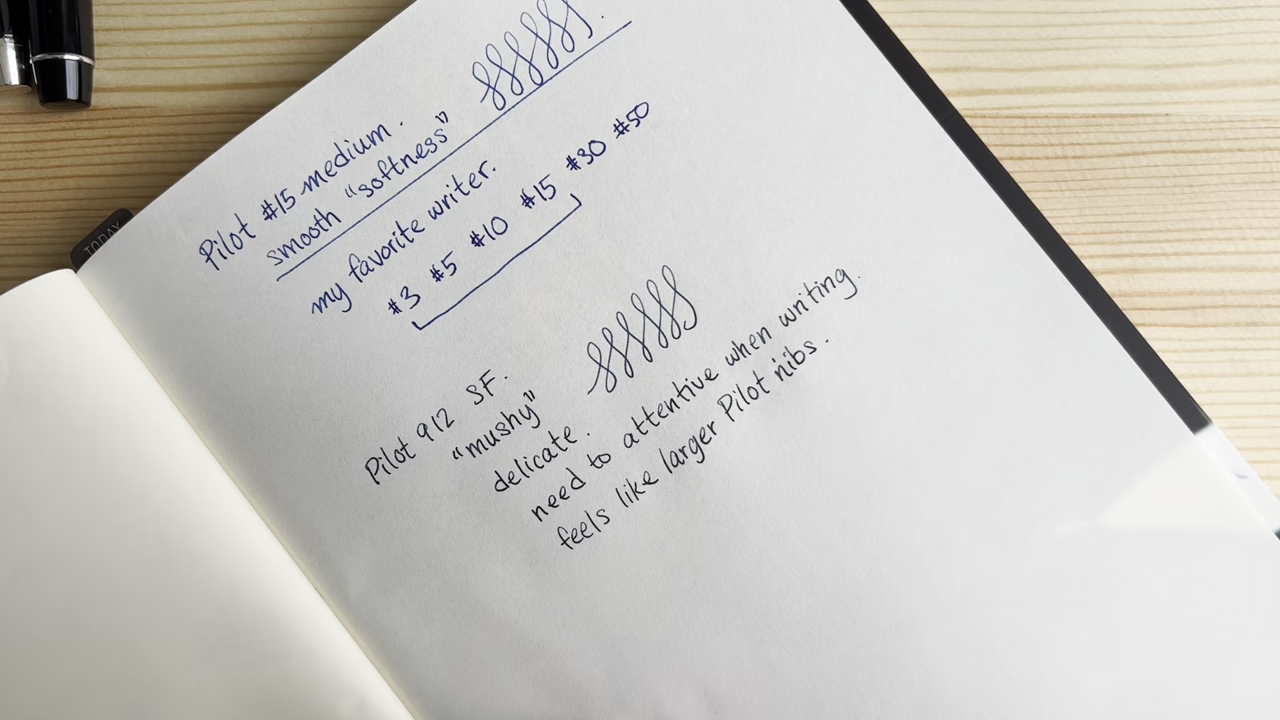 TODAY
Pilot #15 medium.
smooth "softness"
my favorite writer.
#3 #5 #10 #15 #30 #50
Pilot 912 SF.
"mushy"
delicate.
need to attentive when writing.
feels like larger Pilot nibs.